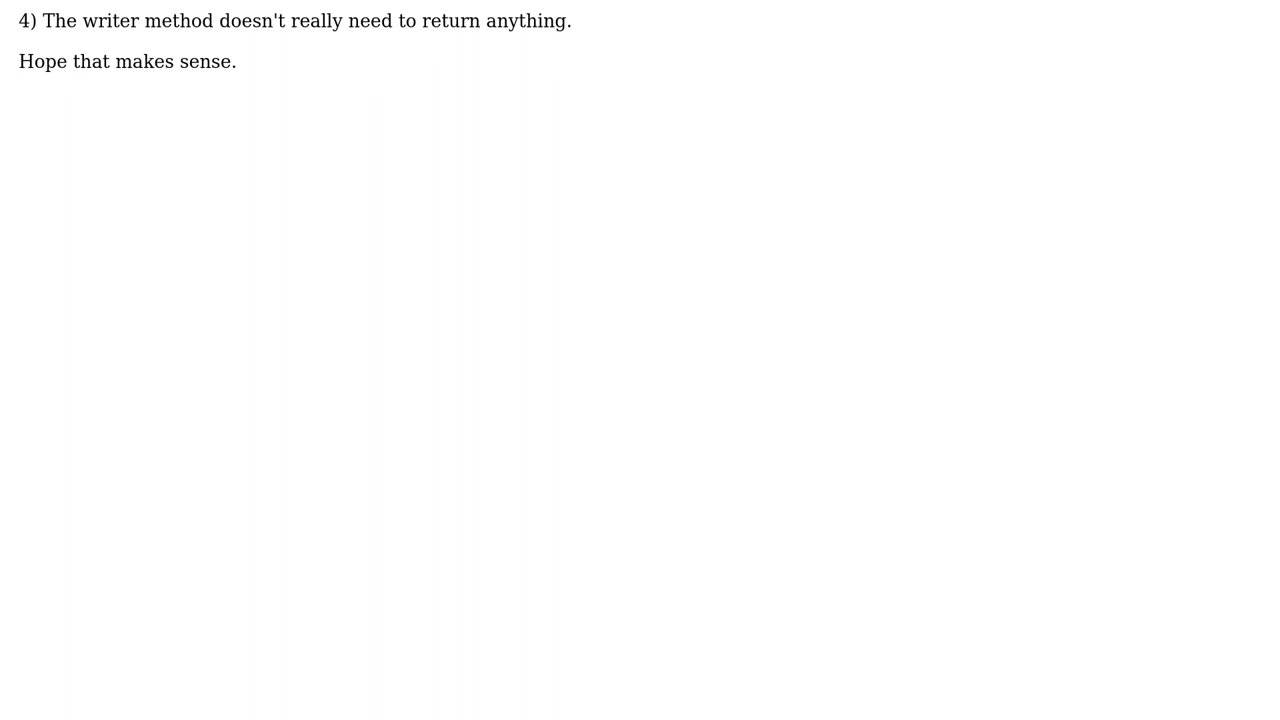 4) The writer method doesn't really need to return anything.
Hope that makes sense.